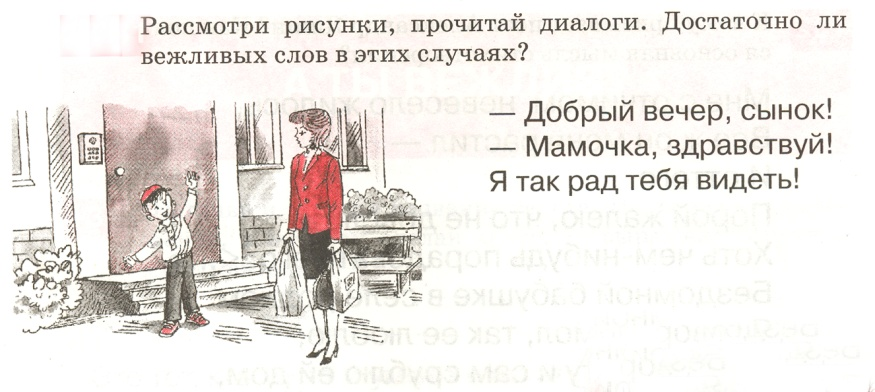 Рассмотри рисунки, прочитай диалоги. Достаточно ли
вежливых слов в этих случаях?
— Добрый вечер, сынок!
— Мамочка, здравствуй!
Я так рад тебя видеть!